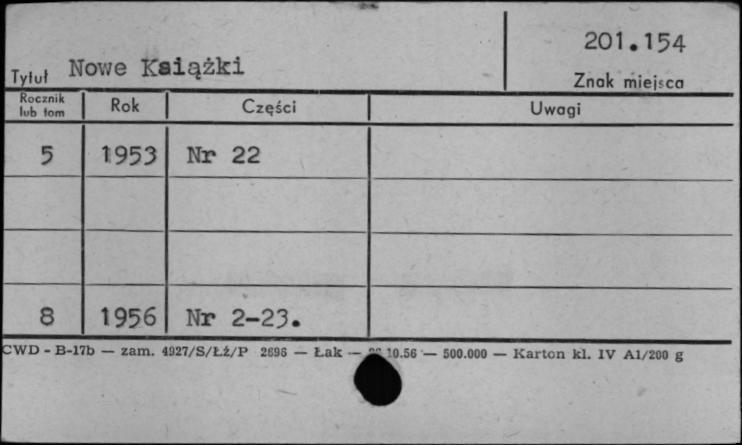 201.154
Tytuł Nowe Książki
Znak miejsca
Rocznik lub tom Rok Części Uwagi
5 1953 Nr 22
8 1956 Nr 2-23.
CWD - B-17b — zam. 4927/S/Łż/P 2696 — Łak — 10.56 — 500.000 — Karton kl. IV A1/200 g